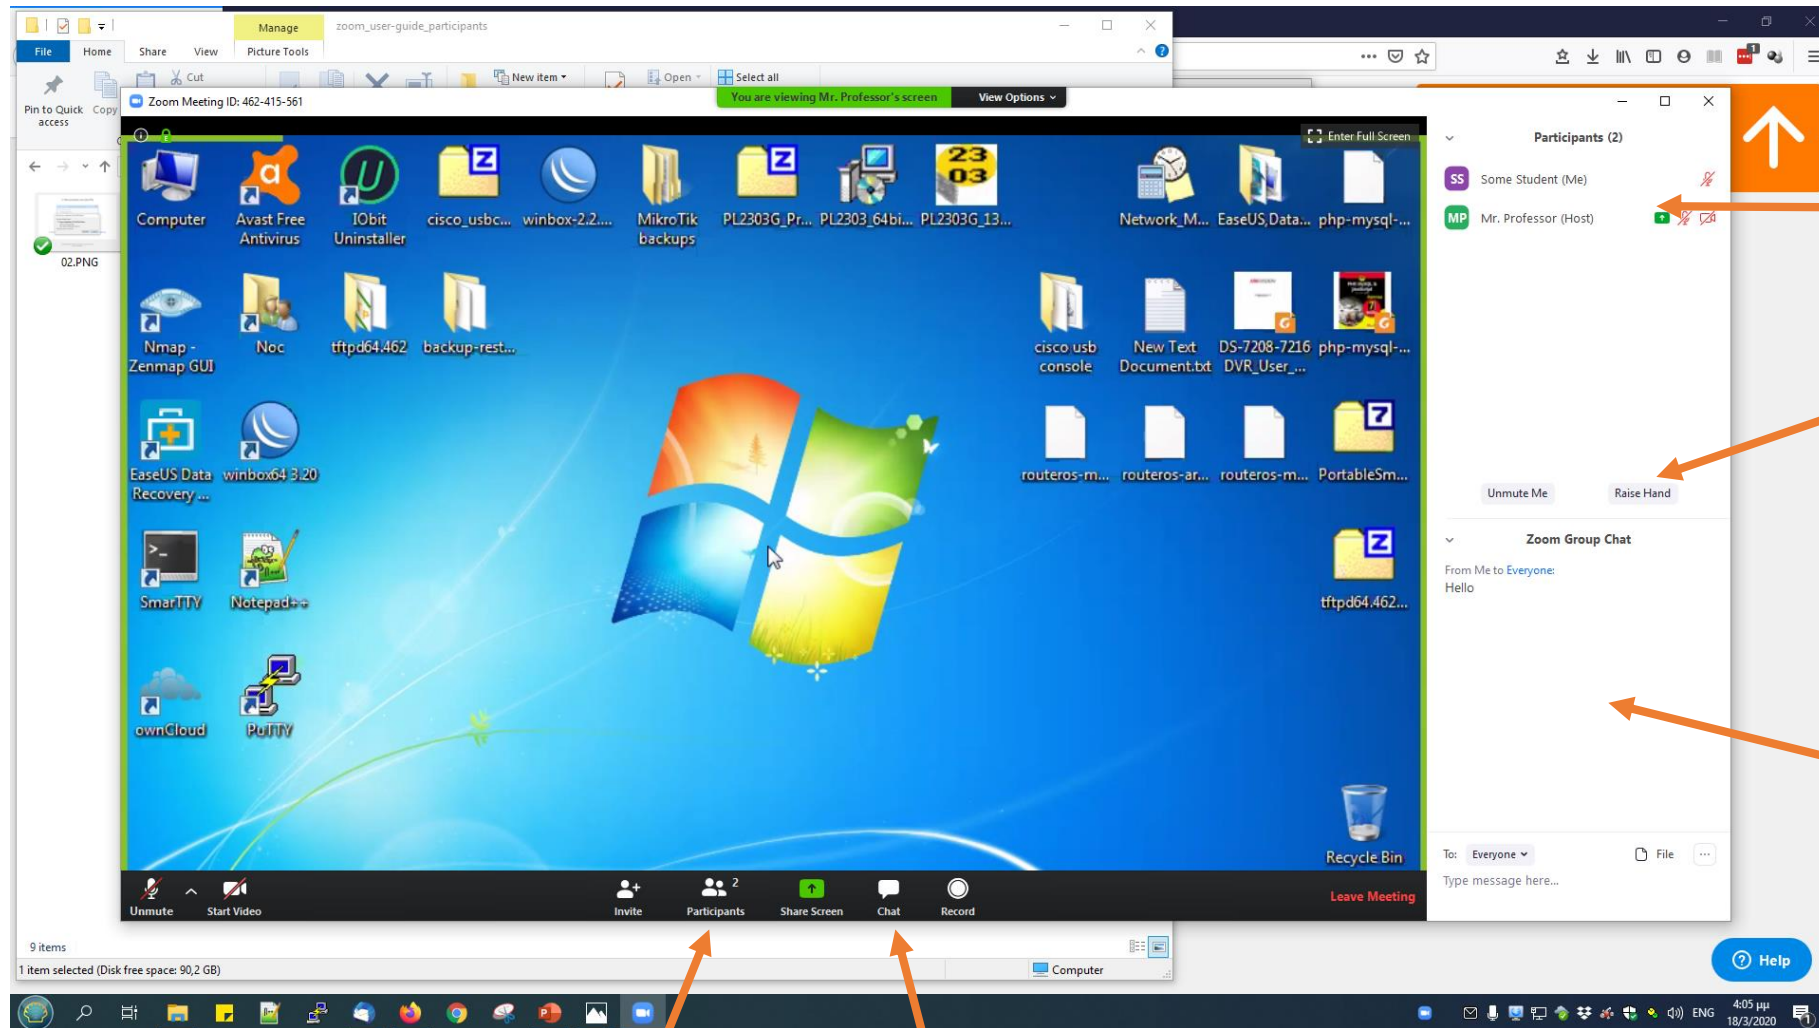 Manage
zoom_user-guide_participants
File Home Share View Picture Tools
Cut
New item
Open
Select all
Pin to Quick access
Copy
Zoom Meeting ID: 462-415-561
You are viewing Mr. Professor's screen
View Options
Enter Full Screen
02.PNG
Computer
Avast Free Antivirus
IObit Uninstaller
cisco_usbc...
winbox-2.2....
MikroTik backups
PL2303G_Pr...
PL2303_64bi...
23 03
PL2303G_13...
Network_M...
EaseUS,Data...
php-mysql-...
Nmap - Zenmap GUI
Noc
tftpd64.462
backup-rest...
cisco usb console
New Text Document.txt
DS-7208-7216 DVR_User_...
php-mysql-...
EaseUS Data Recovery ...
winbox64 3.20
routeros-m...
routeros-ar...
routeros-m...
PortableSm...
SmarTTY
Notepad++
tftpd64.462...
ownCloud
PuTTY
Recycle Bin
Unmute
Start Video
Invite
Participants 2
Share Screen
Chat
Record
Leave Meeting
Participants (2)
SS Some Student (Me)
MP Mr. Professor (Host)
Unmute Me
Raise Hand
Zoom Group Chat
From Me to Everyone:
Hello
To: Everyone
File
Type message here...
9 items
1 item selected (Disk free space: 90,2 GB)
Computer
Help
ENG
4:05 μμ
18/3/2020